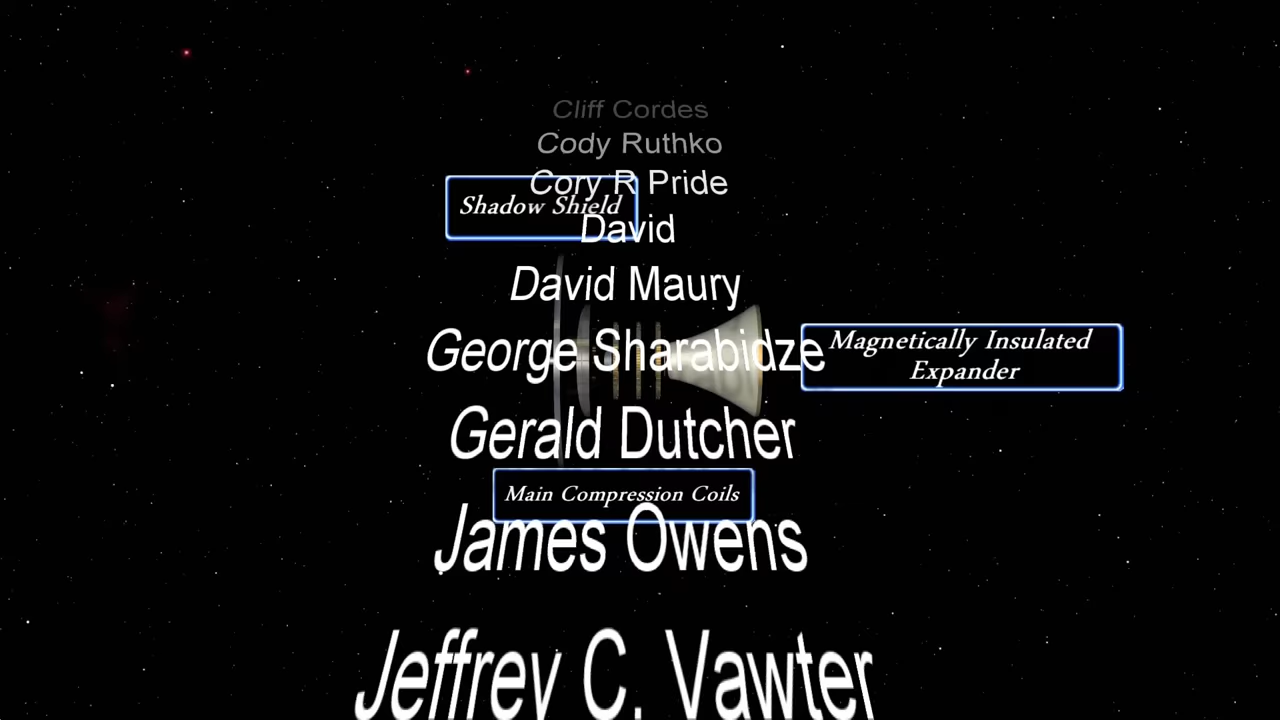 Cliff Cordes
Cody Ruthko
Cory R Pride
Shadow Shield
David
David Maury
George Sharabidze
Magnetically Insulated
Expander
Gerald Dutcher
Main Compression Coils
James Owens
Jeffrey C. Vawter